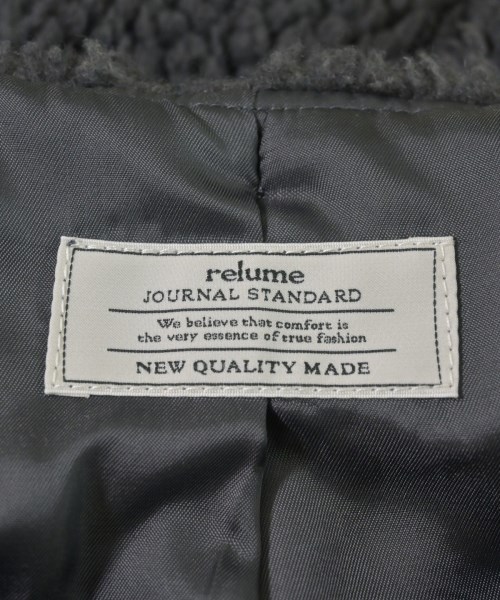 relume
JOURNAL STANDARD
We believe that comfort is
the very essence of true fashion
NEW QUALITY MADE